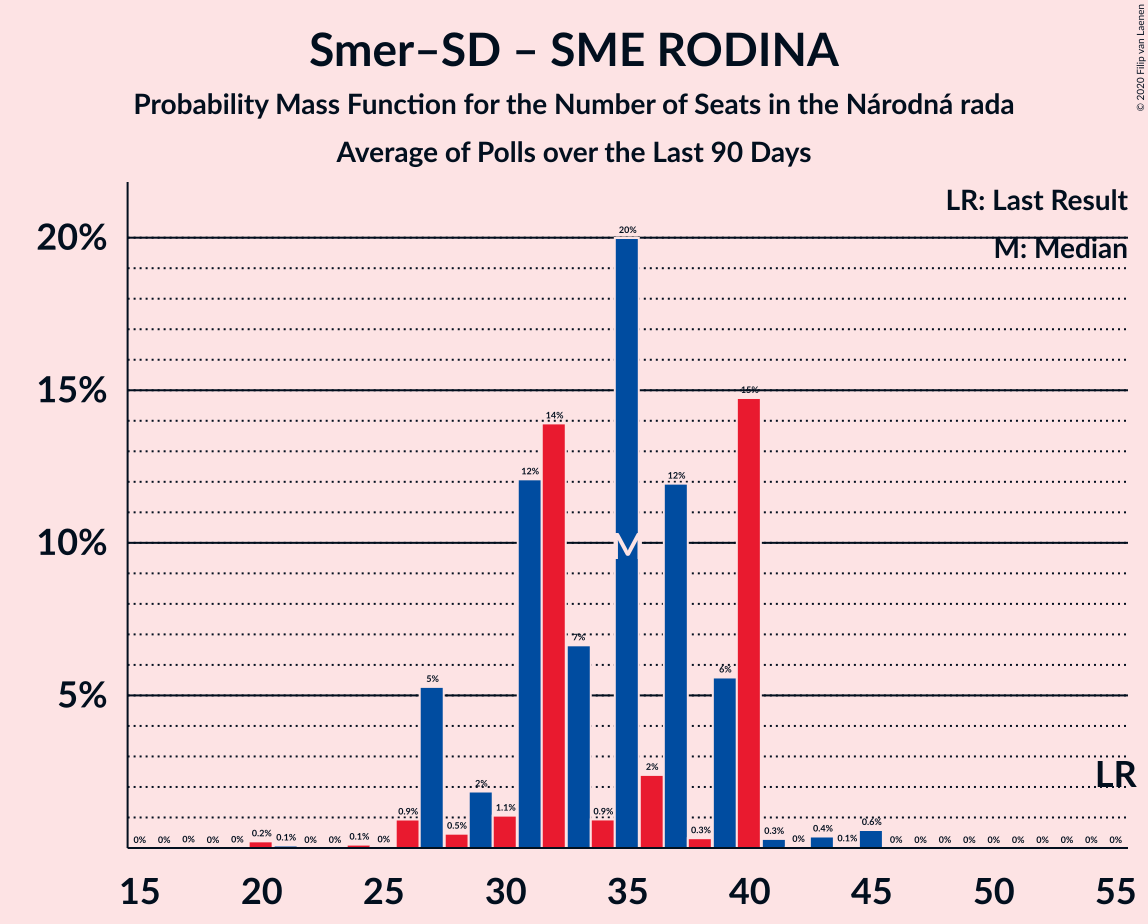 Smer–SD – SME RODINA
Probability Mass Function for the Number of Seats in the Národná rada
Average of Polls over the Last 90 Days
© 2020 Filip van Laenen
LR: Last Result
M: Median
20%
15%
10%
5%
0% 0% 0% 0% 0% 0.2% 0.1% 0% 0% 0.1% 0% 0.9% 5% 0.5% 2% 1.1% 12% 14% 7% 0.9% 20% 2% 12% 0.3% 6% 15% 0.3% 0% 0.4% 0.1% 0.6% 0% 0% 0% 0% 0% 0% 0% 0% 0% 0%
M
LR
15 20 25 30 35 40 45 50 55